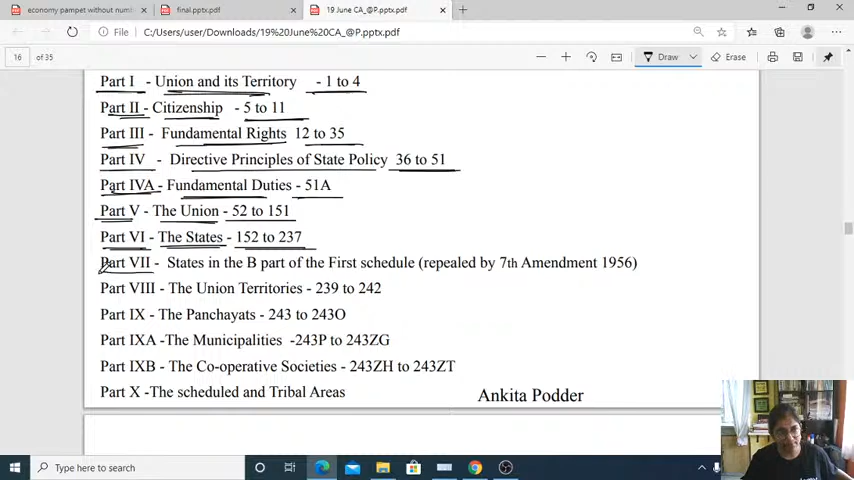 economy pampet without num
final.pptx.pdf
19 June CA_@P.pptx.pdf
File
C:/Users/user/Downloads/19%20June%20CA_@P.pptx.pdf
16 of 35
Draw
Erase
Part I - Union and its Territory - 1 to 4
Part II - Citizenship - 5 to 11
Part III - Fundamental Rights 12 to 35
Part IV - Directive Principles of State Policy 36 to 51
Part IVA - Fundamental Duties - 51A
Part V - The Union - 52 to 151
Part VI - The States - 152 to 237
Part VII - States in the B part of the First schedule (repealed by 7th Amendment 1956)
Part VIII - The Union Territories - 239 to 242
Part IX - The Panchayats - 243 to 243O
Part IXA -The Municipalities -243P to 243ZG
Part IXB - The Co-operative Societies - 243ZH to 243ZT
Part X -The scheduled and Tribal Areas
Ankita Podder
Type here to search